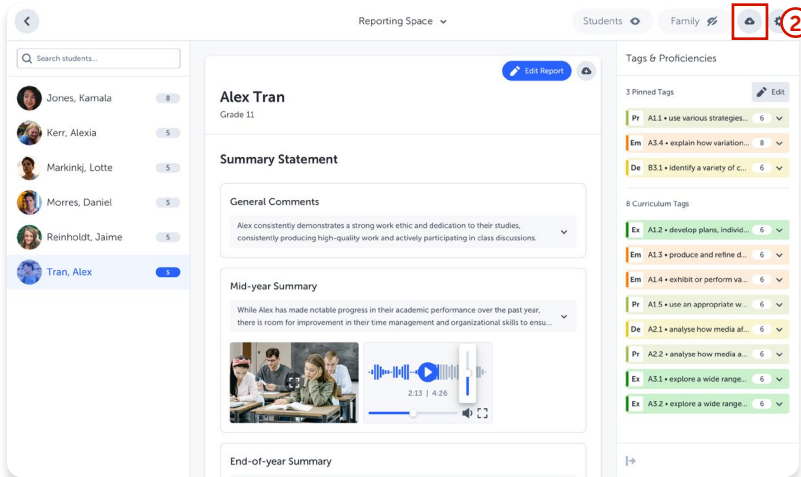 Reporting Space
Students
Family
2
Search students...
Jones, Kamala 8
Kerr, Alexia 5
Markinkj, Lotte 5
Morres, Daniel 5
Reinholdt, Jaime 5
Tran, Alex 5
Edit Report
Alex Tran
Grade 11
Summary Statement
General Comments
Alex consistently demonstrates a strong work ethic and dedication to their studies,
consistently producing high-quality work and actively participating in class discussions.
Mid-year Summary
While Alex has made notable progress in their academic performance over the past year,
there is room for improvement in their time management and organizational skills to ensu...
2:13 | 4:26
End-of-year Summary
Tags & Proficiencies
3 Pinned Tags
Edit
Pr A1.1 • use various strategies... 6
Em A3.4 • explain how variation... 8
De B3.1 • identify a variety of c... 6
8 Curriculum Tags
Ex A1.2 • develop plans, individ... 6
Em A1.3 • produce and refine d... 6
Em A1.4 • exhibit or perform va... 6
Pr A1.5 • use an appropriate w... 6
De A2.1 • analyse how media af... 6
Pr A2.2 • analyse how media a... 6
Ex A3.1 • explore a wide range... 6
Ex A3.2 • explore a wide range... 6